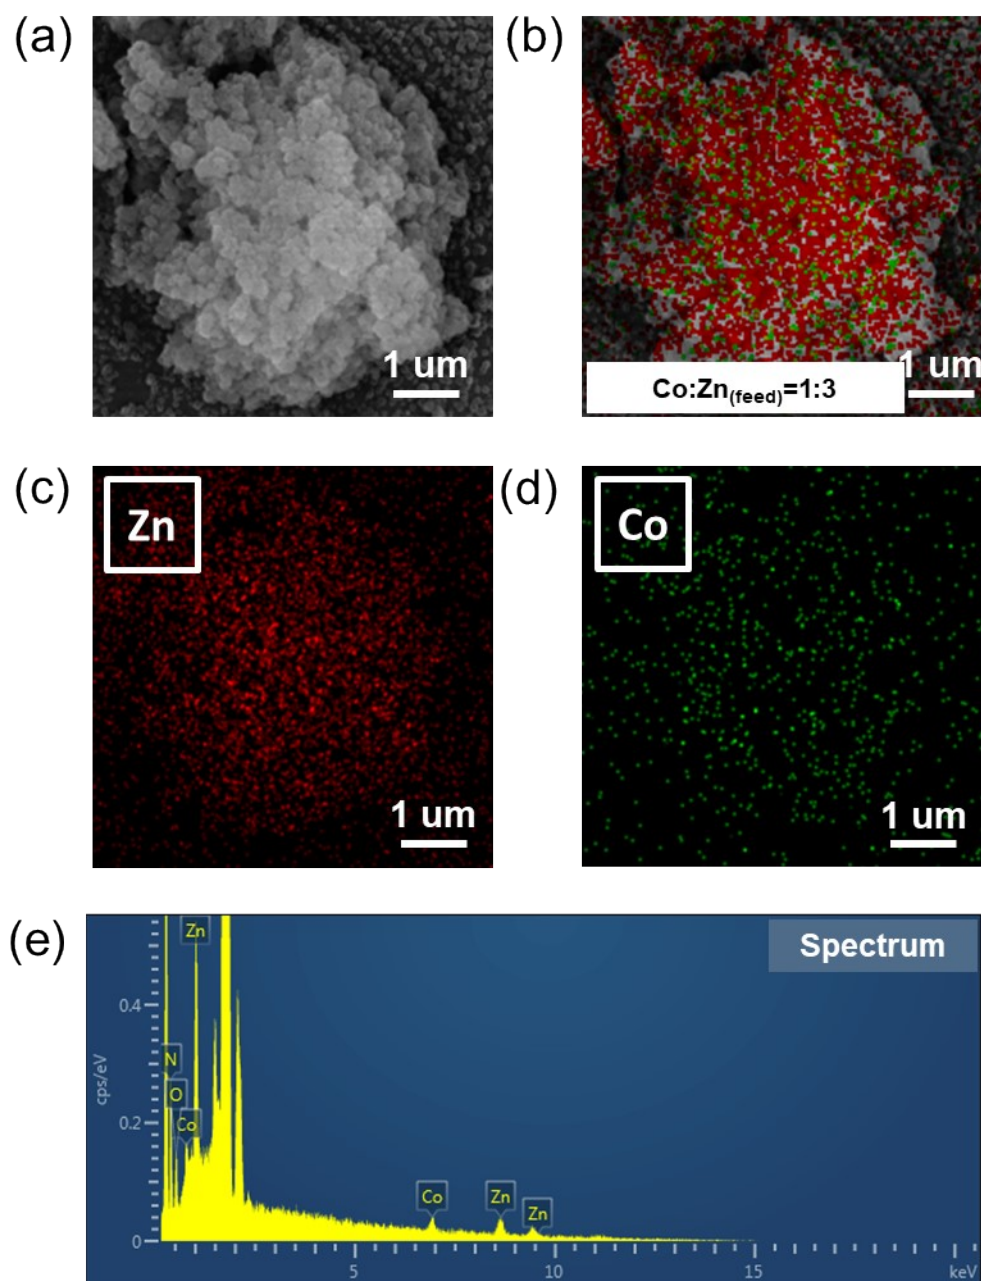 (a)
1 um
(b)
1 um
Co:Zn(feed)=1:3
(c)
Zn
1 um
(d)
Co
1 um
(e)
Spectrum
cps/eV
0.4
0.2
0
N
O
Co
Zn
Co
Zn
Zn
5
10
15
keV